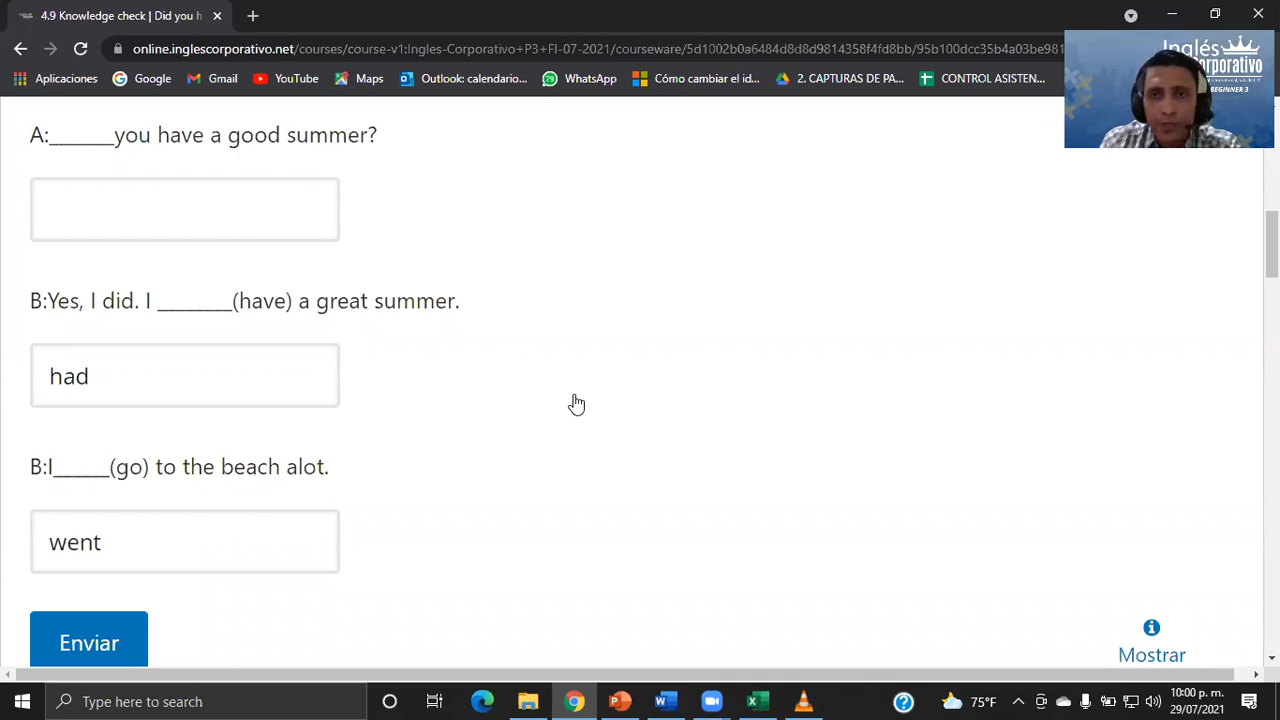 4.9 Knowledge check | Did you h
online.inglescorporativo.net/courses/course-v1:Ingles-Corporativo+P3+FI-07-2021/courseware/5d1002b0a6484d8d8d9814358f4fd8bb/95b100dcc35b4a03be981
Aplicaciones Google Gmail YouTube Maps Outlook: calendario... WhatsApp Cómo cambiar el id... 2. CAPTURAS DE PA... CONTROL ASISTEN...
Inglés
corporativo
BEGINNER 3
A:______you have a good summer?
B:Yes, I did. I _______(have) a great summer.
had
B:I_____(go) to the beach alot.
went
Enviar
Mostrar
Type here to search
75°F
10:00 p. m.
29/07/2021